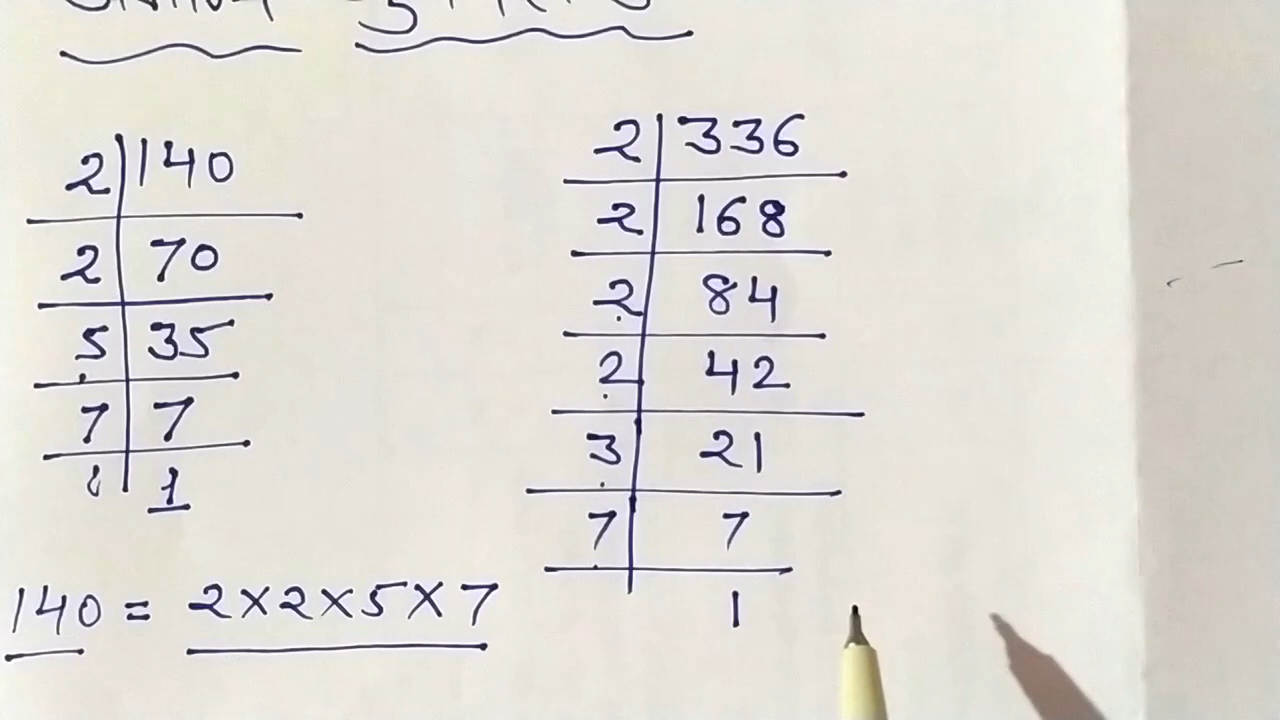 2 | 140
2 | 70
5 | 35
7 | 7
1
140 = 2×2×5×7
2 | 336
2 | 168
2 | 84
2 | 42
3 | 21
7 | 7
1